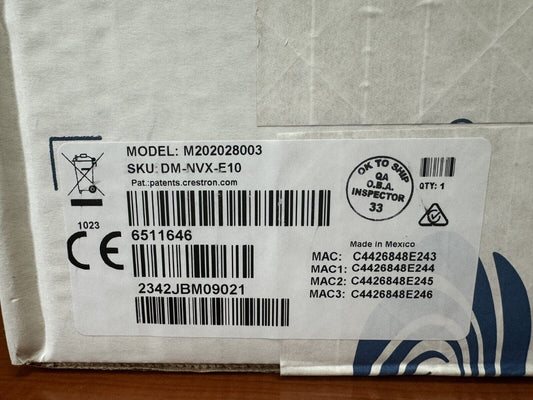 MODEL: M202028003
SKU: DM-NVX-E10
Pat.:patents.crestron.com
OK TO SHIP
QA
O.B.A.
INSPECTOR
33
QTY: 1
1023
CE
6511646
2342JBM09021
Made in Mexico
MAC: C4426848E243
MAC1: C4426848E244
MAC2: C4426848E245
MAC3: C4426848E246